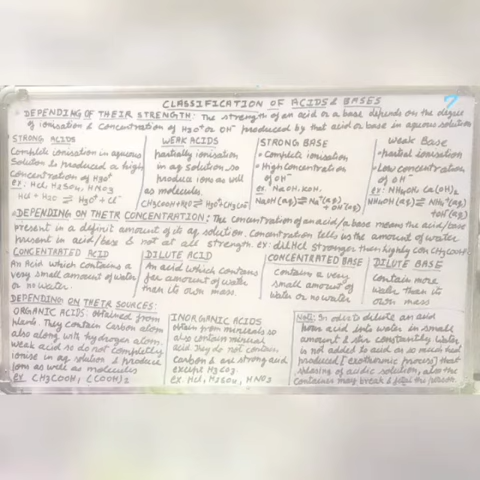 CLASSIFICATION OF ACIDS & BASES
7
DEPENDING OF THEIR STRENGTH: The strength of an acid or a base depends on the degree
of ionisation & concentration of H3O+ or OH- produced by that acid or base in aqueous solution
STRONG ACIDS
Complete ionisation in aqueous
Solution & produced a high
concentration of H3O+
ex: HCl, H2SO4, HNO3
HCl + H2O ⇌ H3O+ + Cl-
WEAK ACIDS
partially ionisation
in aq solution, so
produce ions as well
as molecules.
CH3COOH + H2O ⇌ H3O+ + CH3COO-
STRONG BASE
• Complete ionisation
• High concentration
of OH-
ex: NaOH, KOH.
NaOH (aq) ⇌ Na+ (aq) + OH- (aq)
Weak Base
• partial ionisation
• Low concentration
of OH-
ex: NH4OH, Ca(OH)2
NH4OH (aq) ⇌ NH4+ (aq)
+ OH- (aq)
DEPENDING ON THEIR CONCENTRATION: The concentration of an acid/a base means the acid/base
present in a definit amount of its aq solution. Concentration tells us the amount of water
present in acid/base & not at all strength. ex: dil HCl stronger than highly con CH3COOH.
CONCENTRATED ACID
An Acid which contains a
very small amount of water
or no water.
DILUTE ACID
An acid which contains
far amount of water
than its own mass.
CONCENTRATED BASE
Contains a very
small amount of
water or no water
DILUTE BASE
Contain more
water than its
own mass
DEPENDING ON THEIR SOURCES:
ORGANIC ACIDS: obtained from
plants. They contain carbon atom
also along with hydrogen atom.
weak acid so do not completely
ionise in aq solution & produce
ions as well as molecules
ex CH3COOH, (COOH)2
INORGANIC ACIDS
obtain from minerals so
also contain mineral
acid. They do not contain.
Carbon & are strong acid
except H2CO3
ex. HCl, H2SO4, HNO3
Note: In order to dilute an acid
pour acid into water in small
amount & stir constantly. Water
is not added to acid as so much heat
produced [exothermic process] that
of acidic solution, also the
container may break & the person